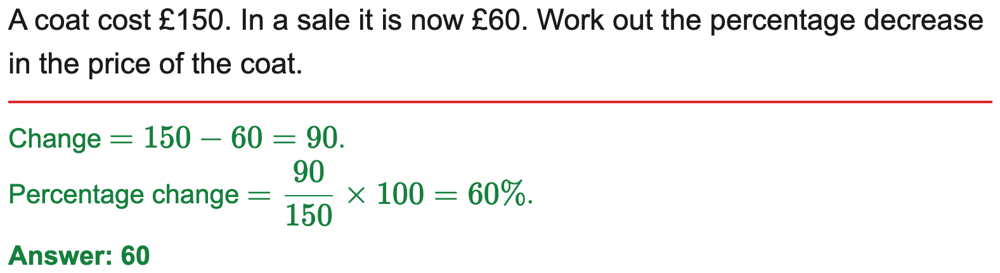 A coat cost £150. In a sale it is now £60. Work out the percentage decrease
in the price of the coat.
Change = 150 − 60 = 90.
Percentage change = 90/150 × 100 = 60%.
Answer: 60